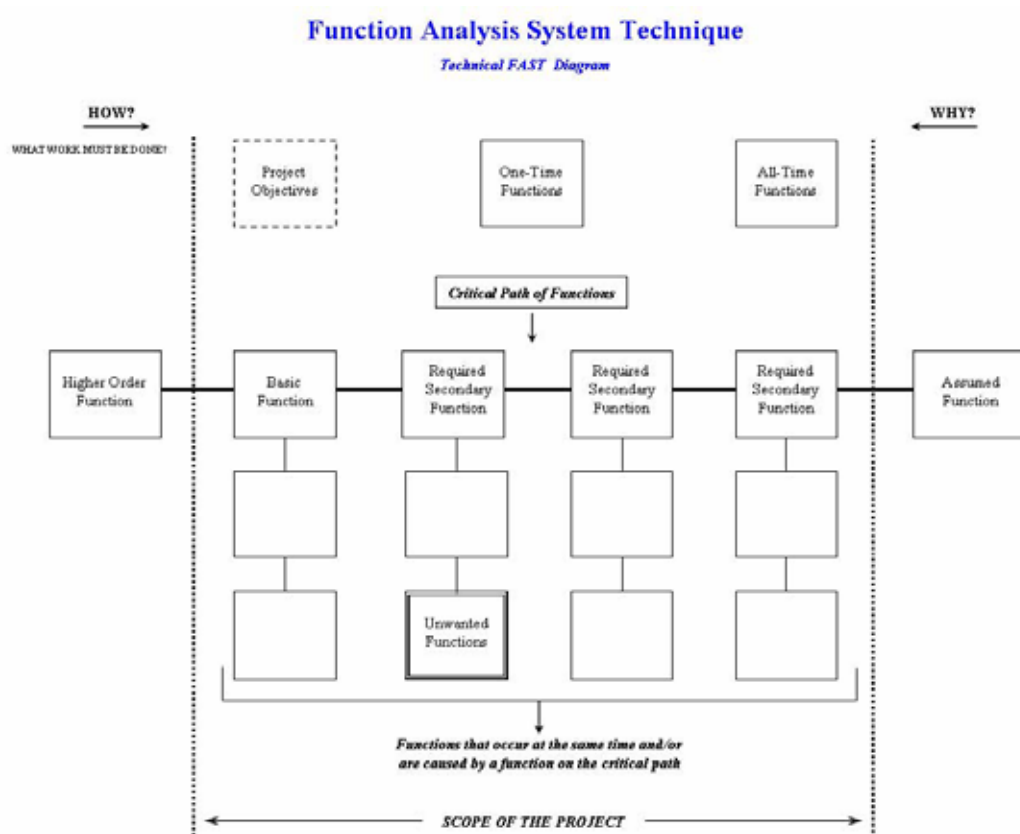 Function Analysis System Technique
Technical FAST Diagram
HOW?
WHY?
WHAT WORK MUST BE DONE?
Project
Objectives
One-Time
Functions
All-Time
Functions
Critical Path of Functions
Higher Order
Function
Basic
Function
Required
Secondary
Function
Required
Secondary
Function
Required
Secondary
Function
Assumed
Function
Unwanted
Functions
Functions that occur at the same time and/or
are caused by a function on the critical path
SCOPE OF THE PROJECT